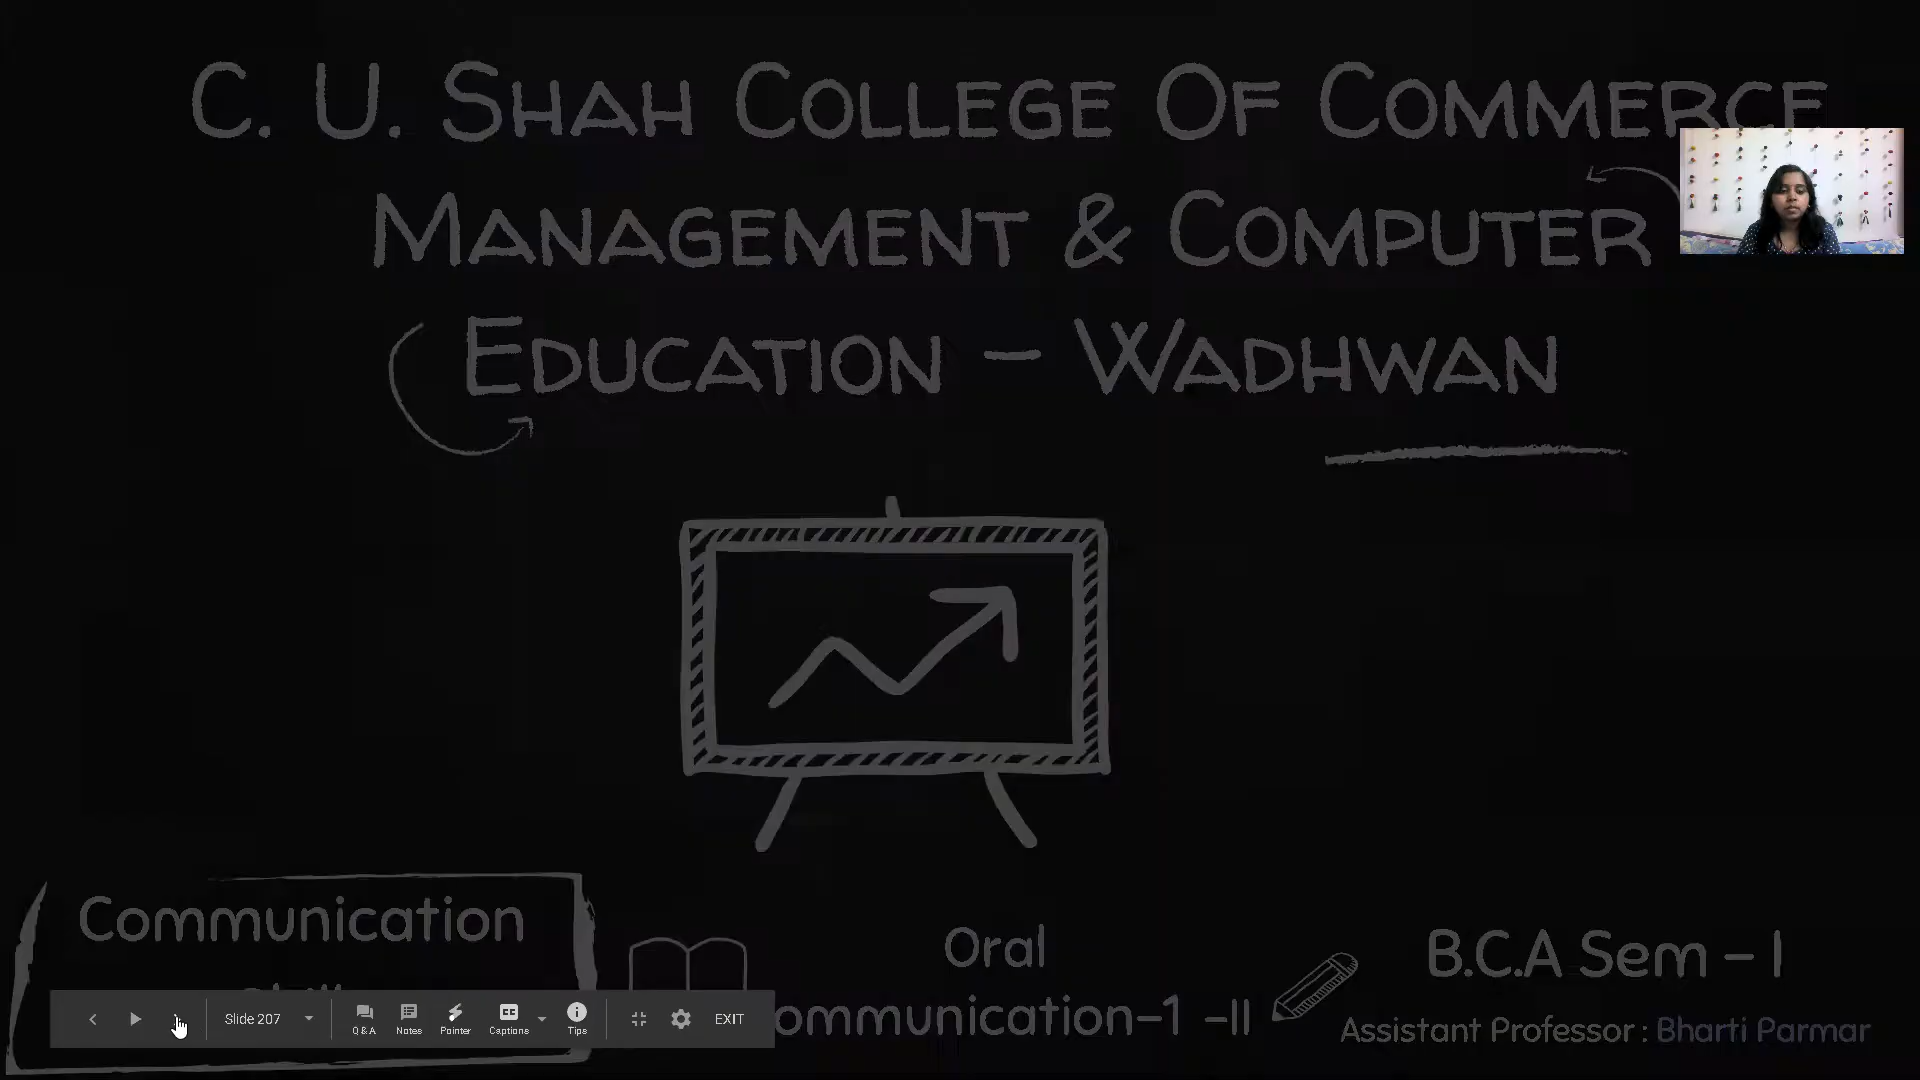 C. U. Shah College Of Commerce
Management & Computer
Education – Wadhwan
Communication
Oral
B.C.A Sem – I
ommunication-1 -II
Assistant Professor : Bharti Parmar
Slide 207
Q & A
Notes
Pointer
Captions
Tips
EXIT